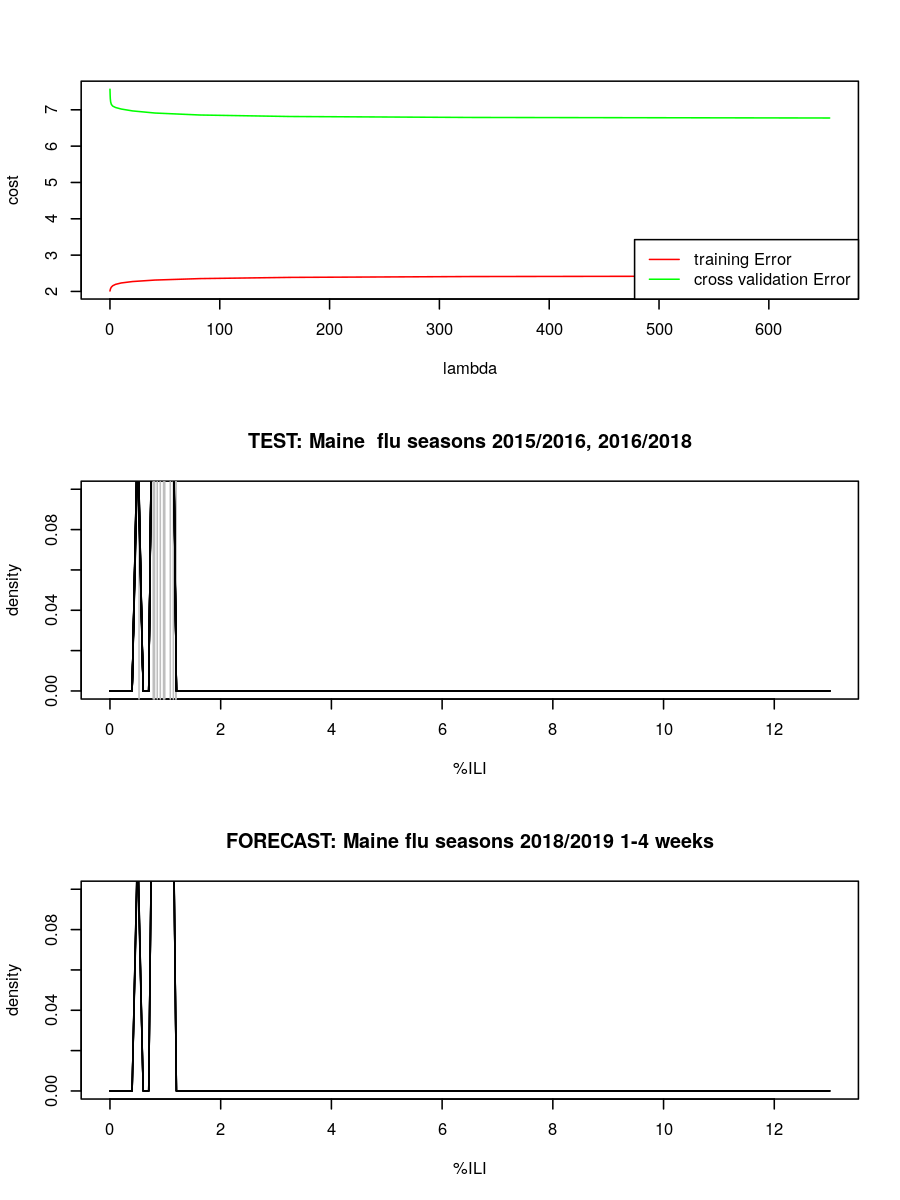 cost
7
6
5
4
3
2
training Error
cross validation Error
0 100 200 300 400 500 600
lambda
TEST: Maine  flu seasons 2015/2016, 2016/2018
density
0.08
0.04
0.00
0 2 4 6 8 10 12
%ILI
FORECAST: Maine flu seasons 2018/2019 1-4 weeks
density
0.08
0.04
0.00
0 2 4 6 8 10 12
%ILI